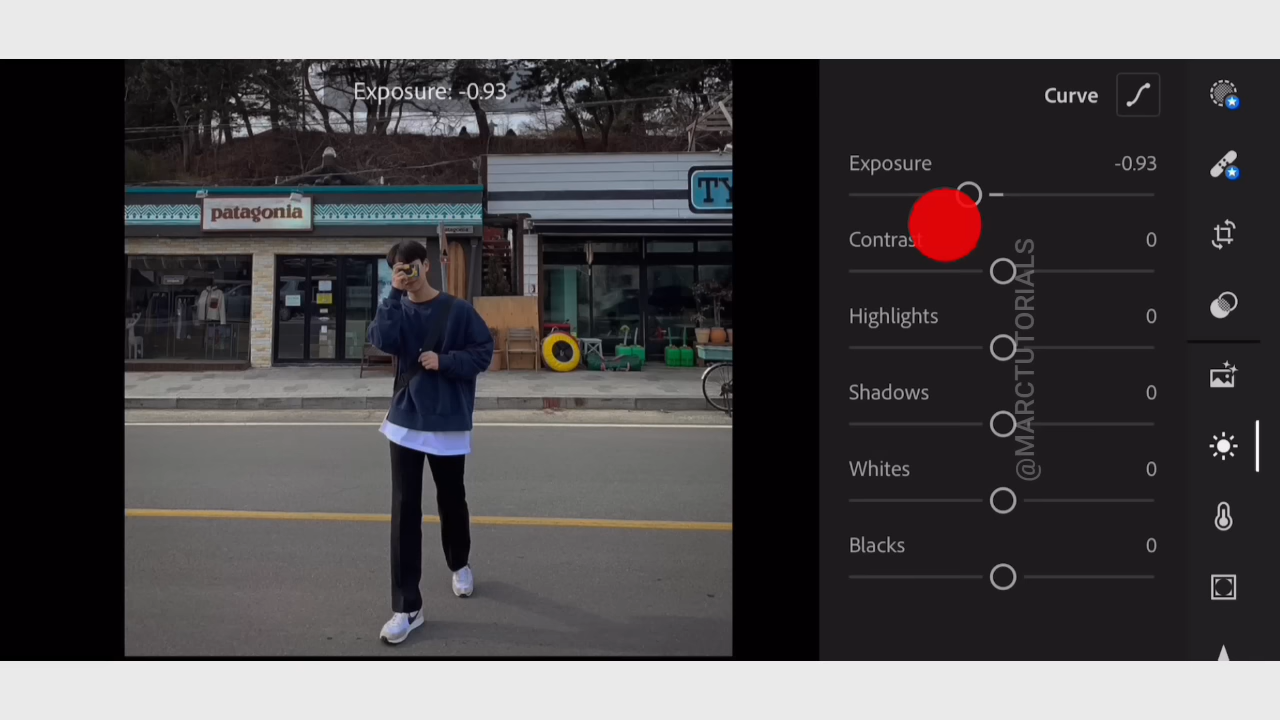 Exposure: -0.93
patagonia
TY
Curve
Exposure -0.93
Contrast 0
Highlights 0
Shadows 0
Whites 0
Blacks 0
@MARCTUTORIALS